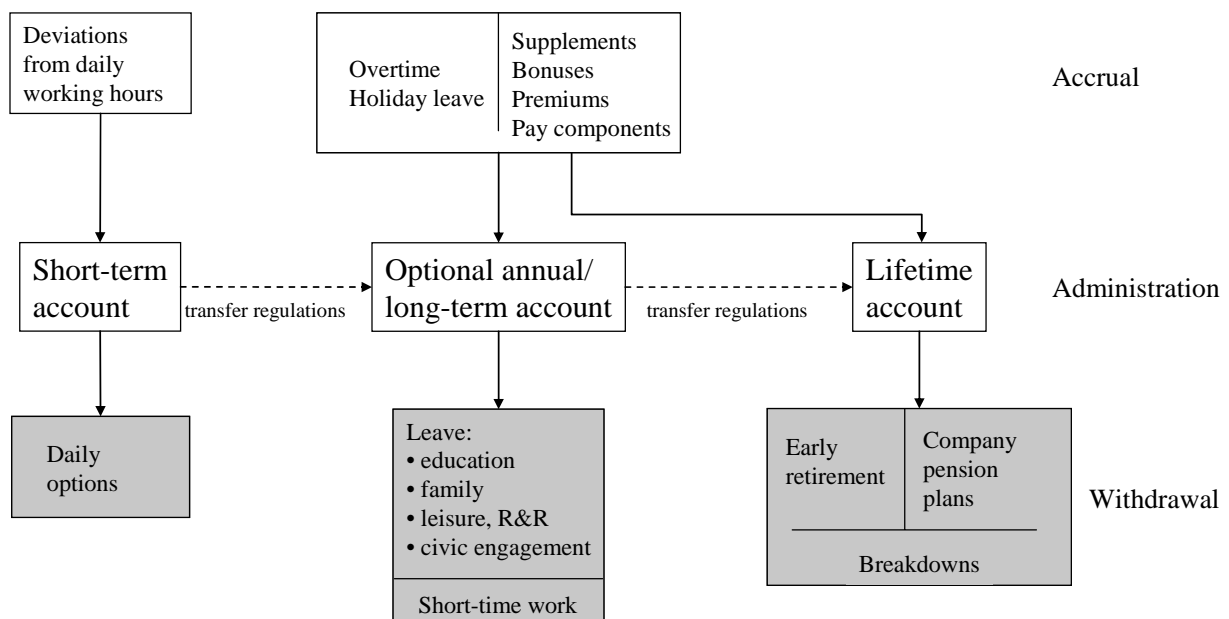 Deviations
from daily
working hours
Overtime
Holiday leave
Supplements
Bonuses
Premiums
Pay components
Accrual
Short-term
account
transfer regulations
Optional annual/
long-term account
transfer regulations
Lifetime
account
Administration
Daily
options
Leave:
• education
• family
• leisure, R&R
• civic engagement
Short-time work
Early
retirement
Company
pension
plans
Breakdowns
Withdrawal